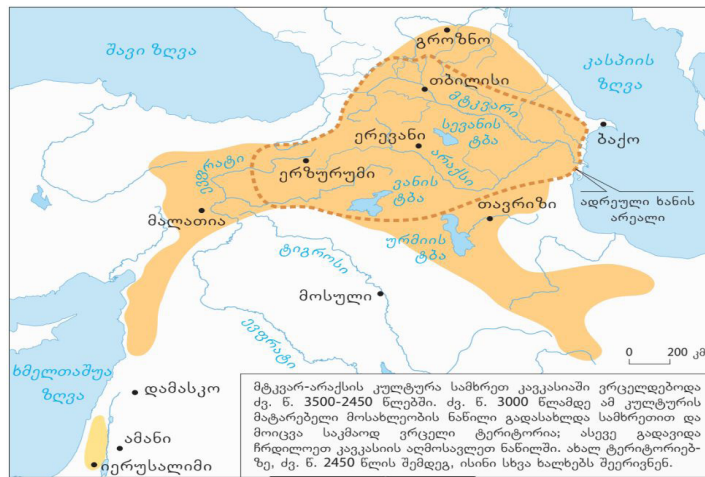 გროზნო
შავი ზღვა
კასპიის
ზღვა
თბილისი
მტკვარი
სევანის
ტბა
ბაქო
ერევანი
ევფრატი
ერზურუმი
არაქსი
ვანის
ტბა
ადრეული ხანის
არეალი
მალათია
თავრიზი
ურმიის
ტბა
ტიგროსი
მოსული
ევფრატი
0 200 კმ
ხმელთაშუა
ზღვა
დამასკო
ამანი
იერუსალიმი
მტკვარ-არაქსის კულტურა სამხრეთ კავკასიაში ვრცელდებოდა
ძვ. წ. 3500-2450 წლებში. ძვ. წ. 3000 წლამდე ამ კულტურის
მატარებელი მოსახლეობის ნაწილი გადასახლდა სამხრეთით და
მოიცვა საკმაოდ ვრცელი ტერიტორია; ასევე გადავიდა
ჩრდილოეთ კავკასიის აღმოსავლეთ ნაწილში. ახალ ტერიტორიებ-
ზე, ძვ. წ. 2450 წლის შემდეგ, ისინი სხვა ხალხებს შეერივნენ.